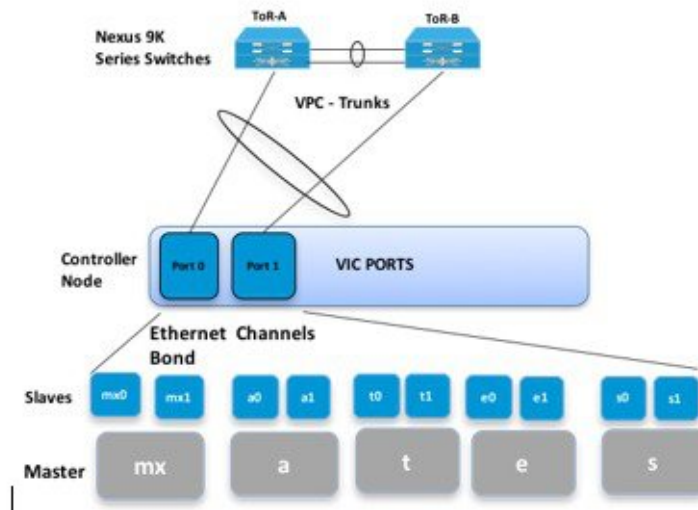 ToR-A
ToR-B
Nexus 9K
Series Switches
VPC - Trunks
Controller
Node
Port 0
Port 1
VIC PORTS
Ethernet Channels
Bond
Slaves
mx0
mx1
a0
a1
t0
t1
e0
e1
s0
s1
Master
mx
a
t
e
s